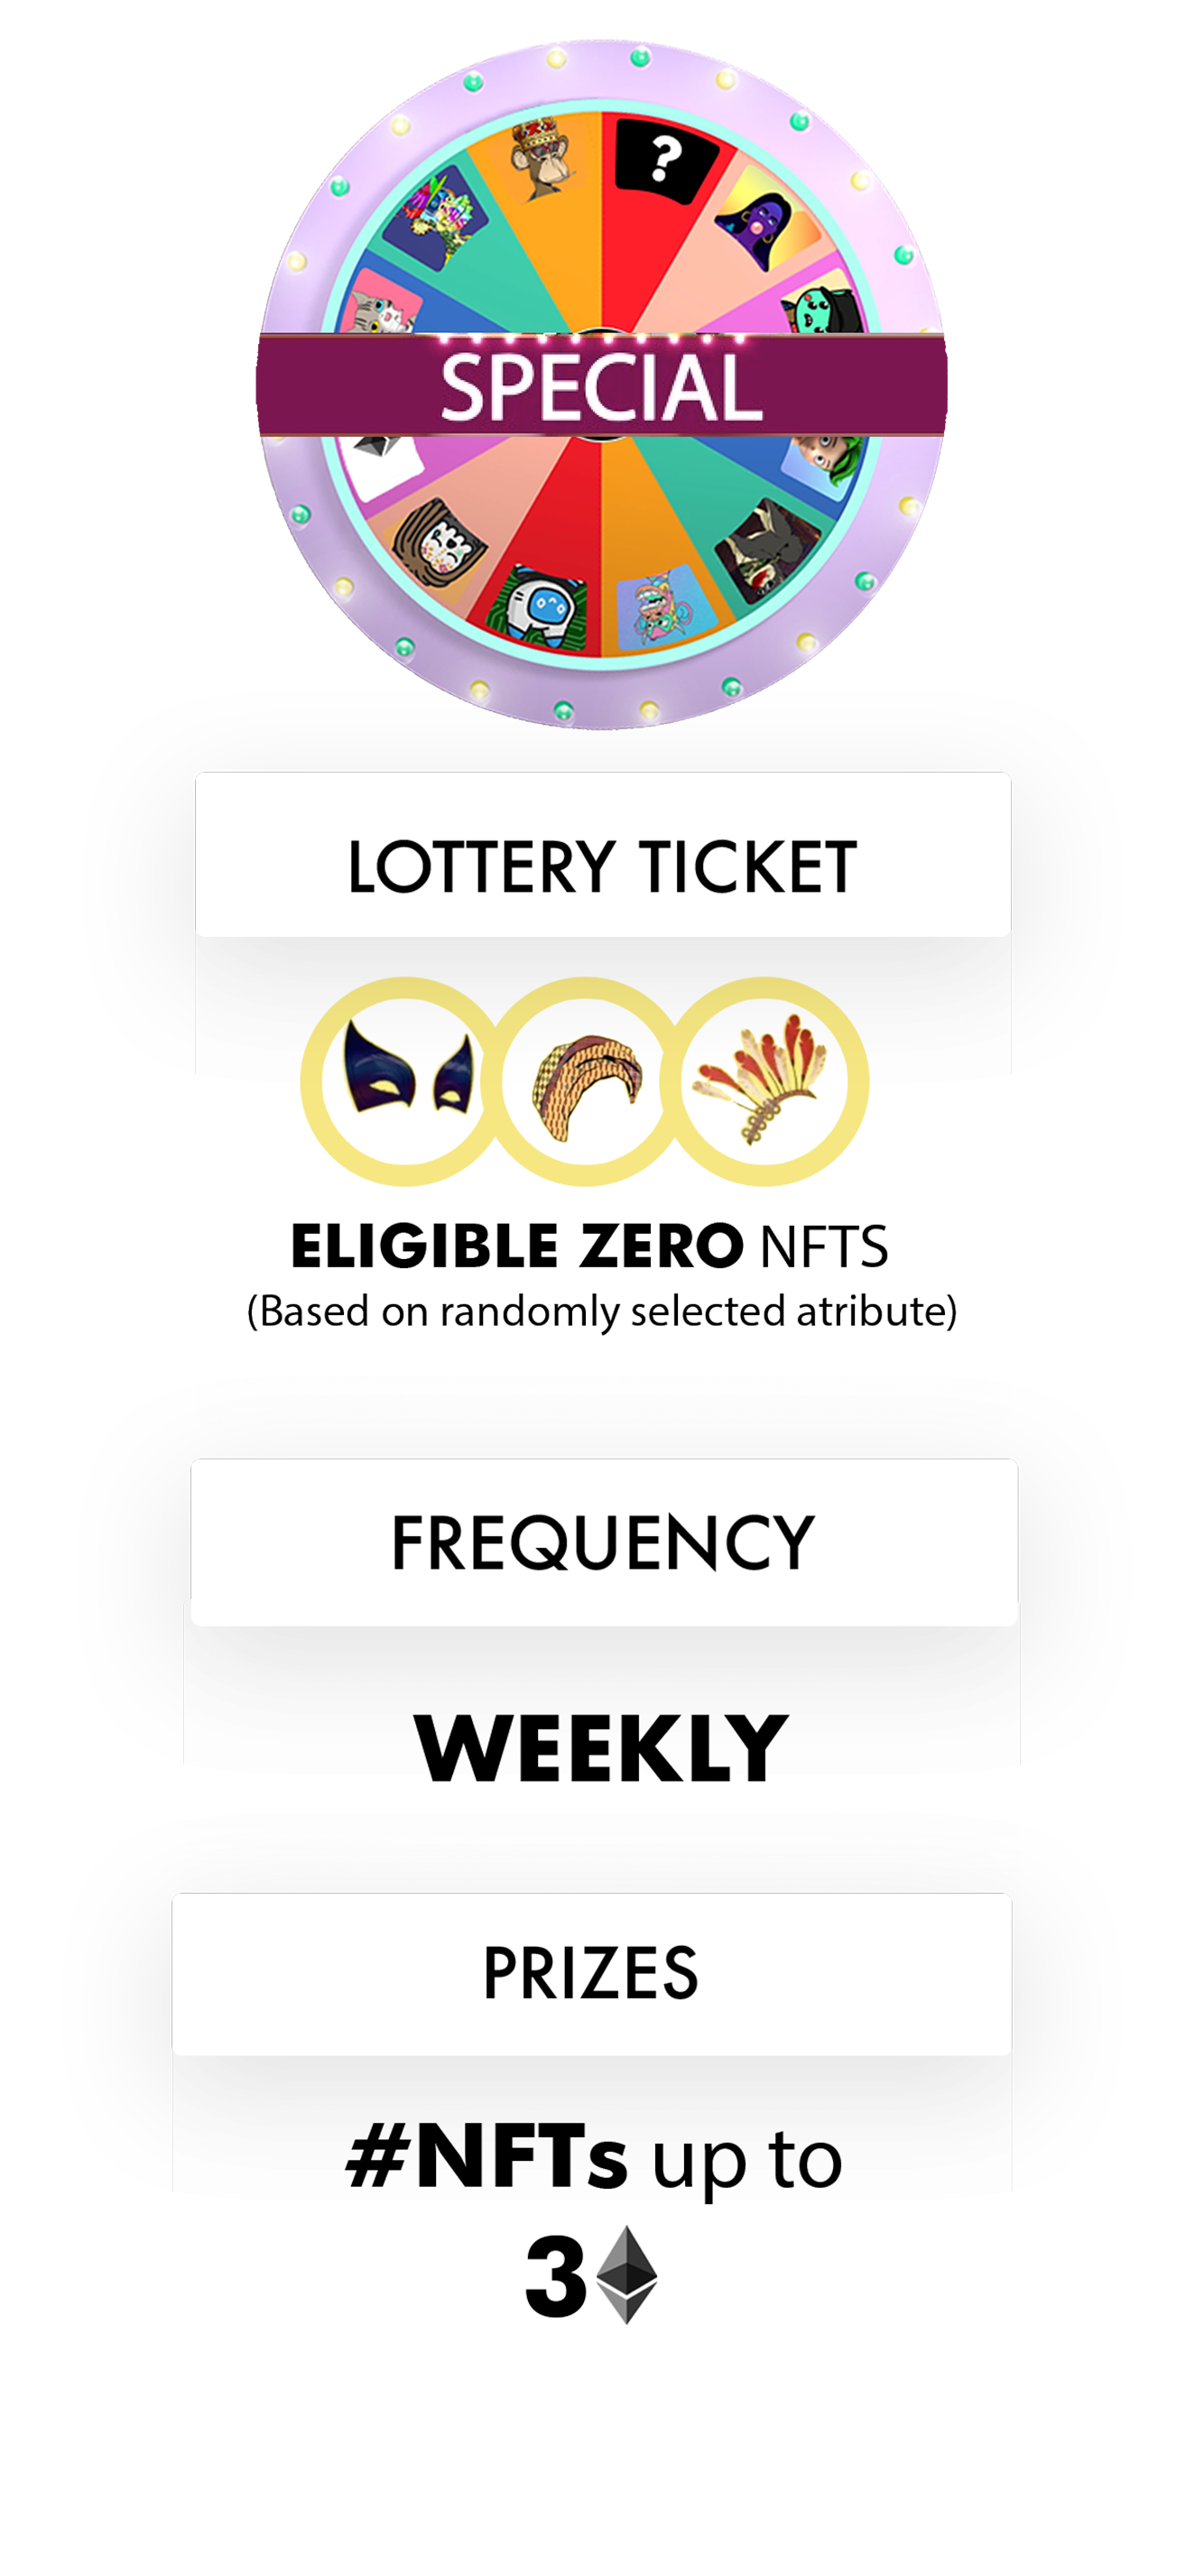 ?
SPECIAL
LOTTERY TICKET
ELIGIBLE ZERO NFTS
(Based on randomly selected atribute)
FREQUENCY
WEEKLY
PRIZES
#NFTs up to
3